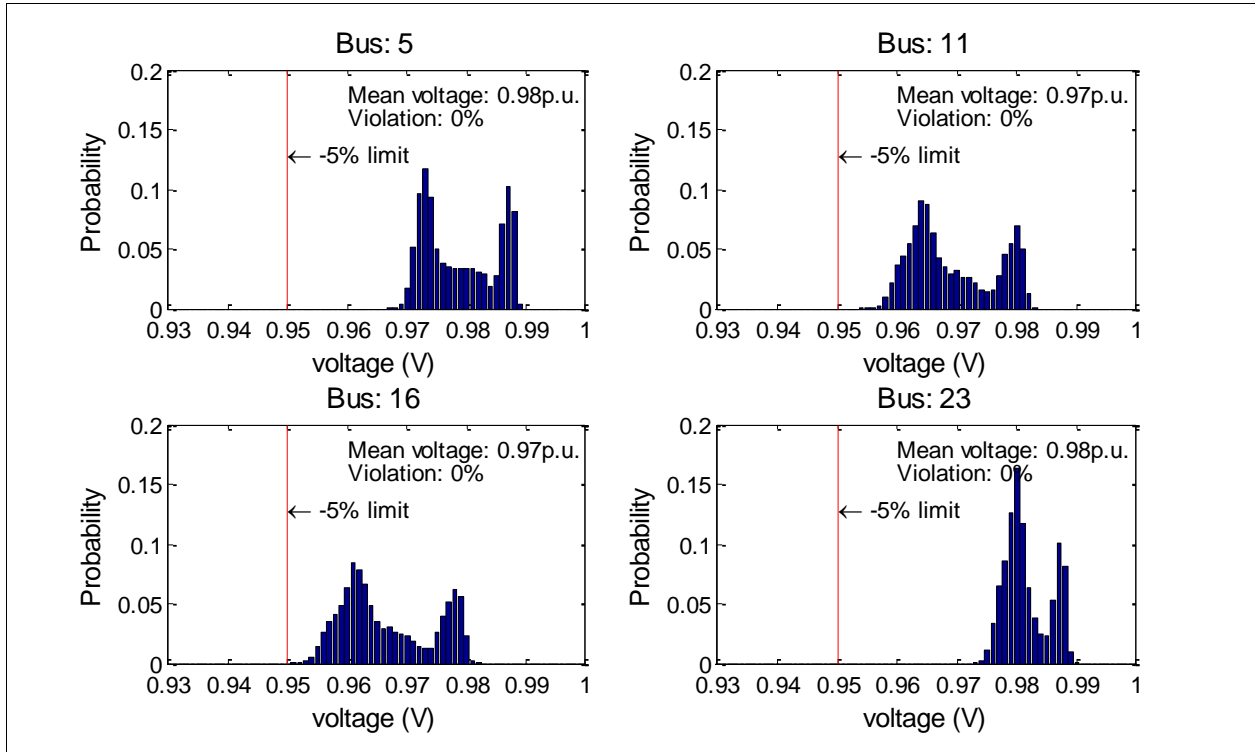 Bus: 5
0.2
0.15
0.1
0.05
0
Probability
Mean voltage: 0.98p.u.
Violation: 0%
← -5% limit
0.93 0.94 0.95 0.96 0.97 0.98 0.99 1
voltage (V)
Bus: 11
0.2
0.15
0.1
0.05
0
Probability
Mean voltage: 0.97p.u.
Violation: 0%
← -5% limit
0.93 0.94 0.95 0.96 0.97 0.98 0.99 1
voltage (V)
Bus: 16
0.2
0.15
0.1
0.05
0
Probability
Mean voltage: 0.97p.u.
Violation: 0%
← -5% limit
0.93 0.94 0.95 0.96 0.97 0.98 0.99 1
voltage (V)
Bus: 23
0.2
0.15
0.1
0.05
0
Probability
Mean voltage: 0.98p.u.
Violation: 0%
← -5% limit
0.93 0.94 0.95 0.96 0.97 0.98 0.99 1
voltage (V)